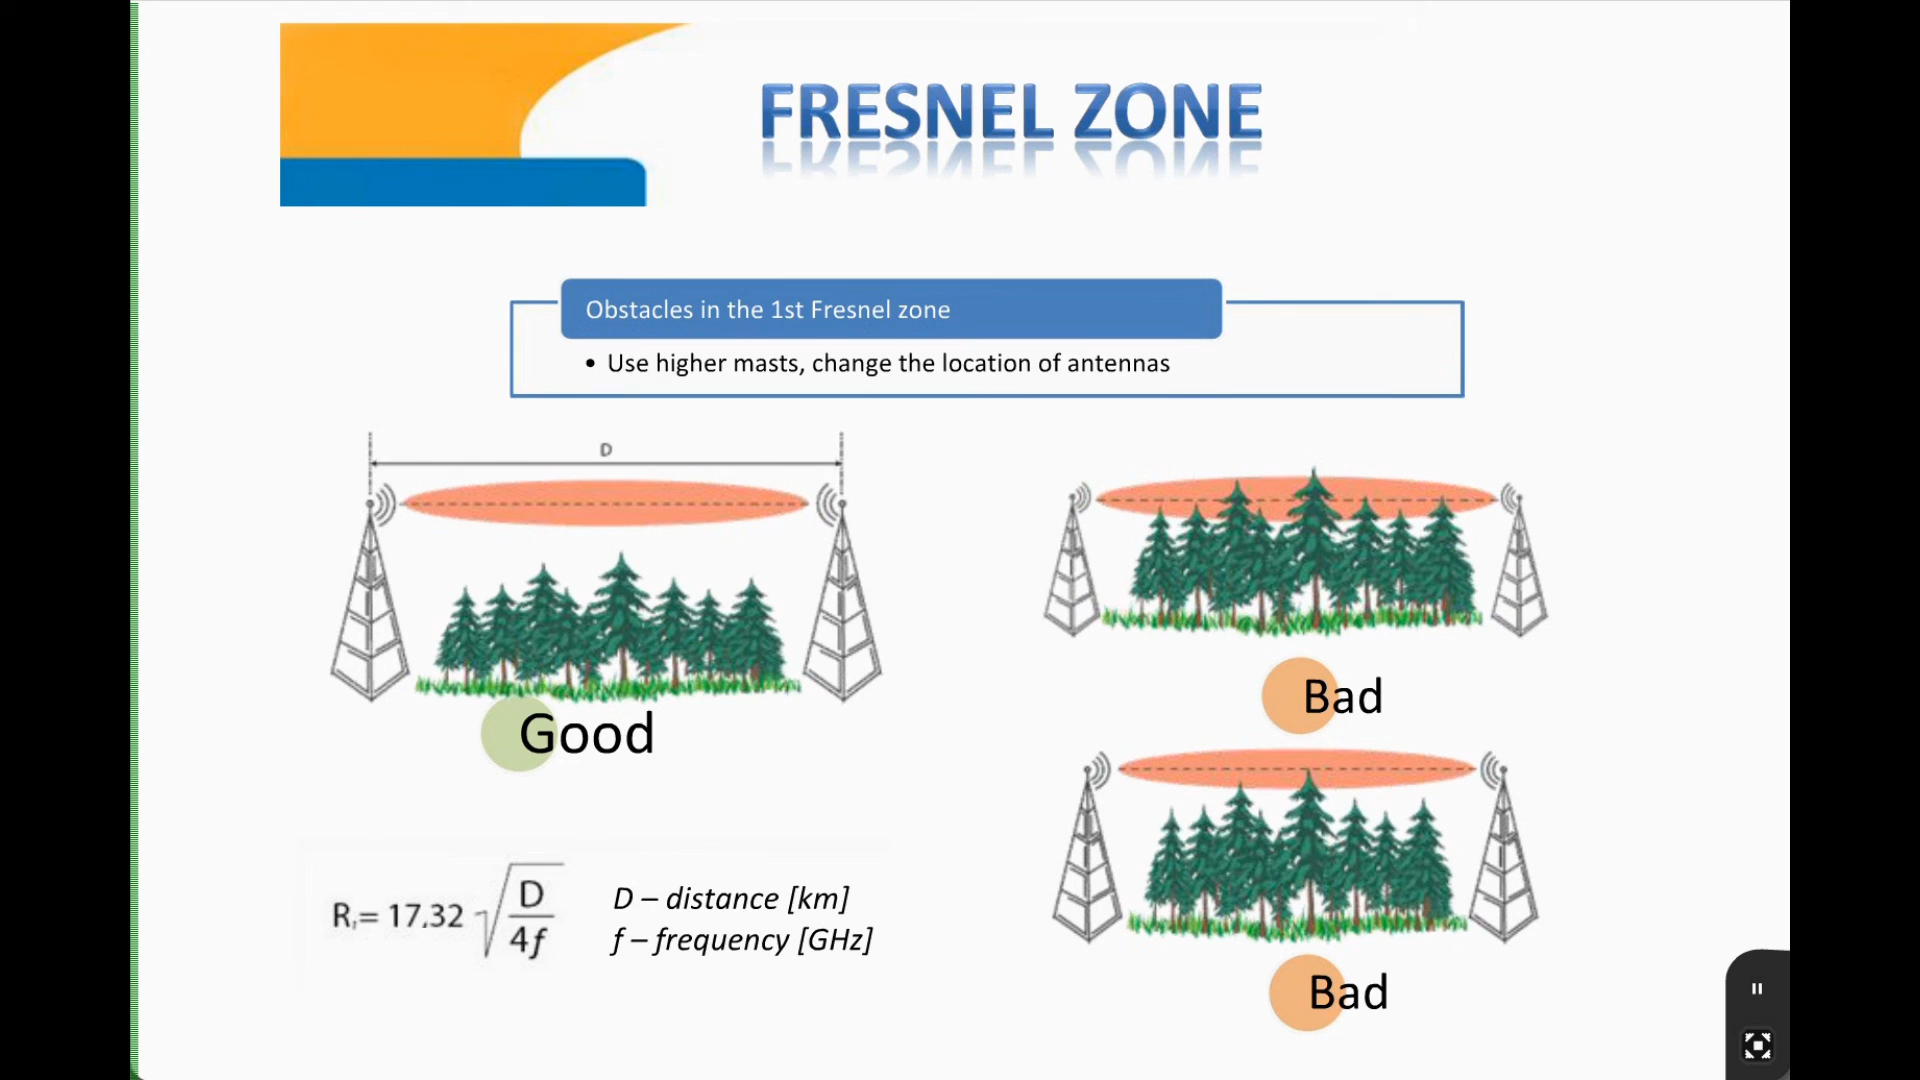 FRESNEL ZONE
Obstacles in the 1st Fresnel zone
• Use higher masts, change the location of antennas
D
Good
Bad
Bad
R₁= 17,32 √(D/4f)
D – distance [km]
f – frequency [GHz]